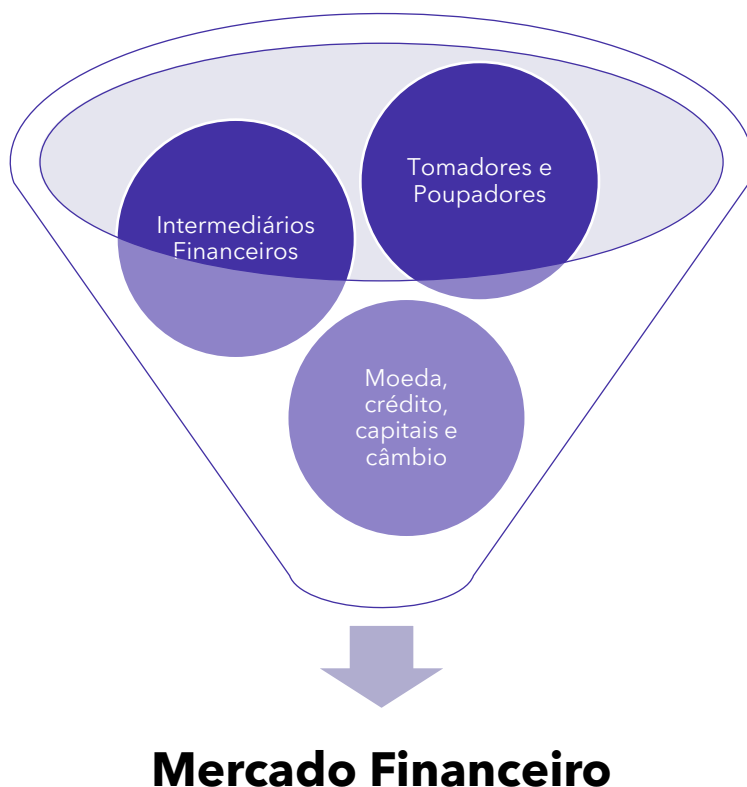 Tomadores e
Poupadores
Intermediários
Financeiros
Moeda,
crédito,
capitais e
câmbio
Mercado Financeiro